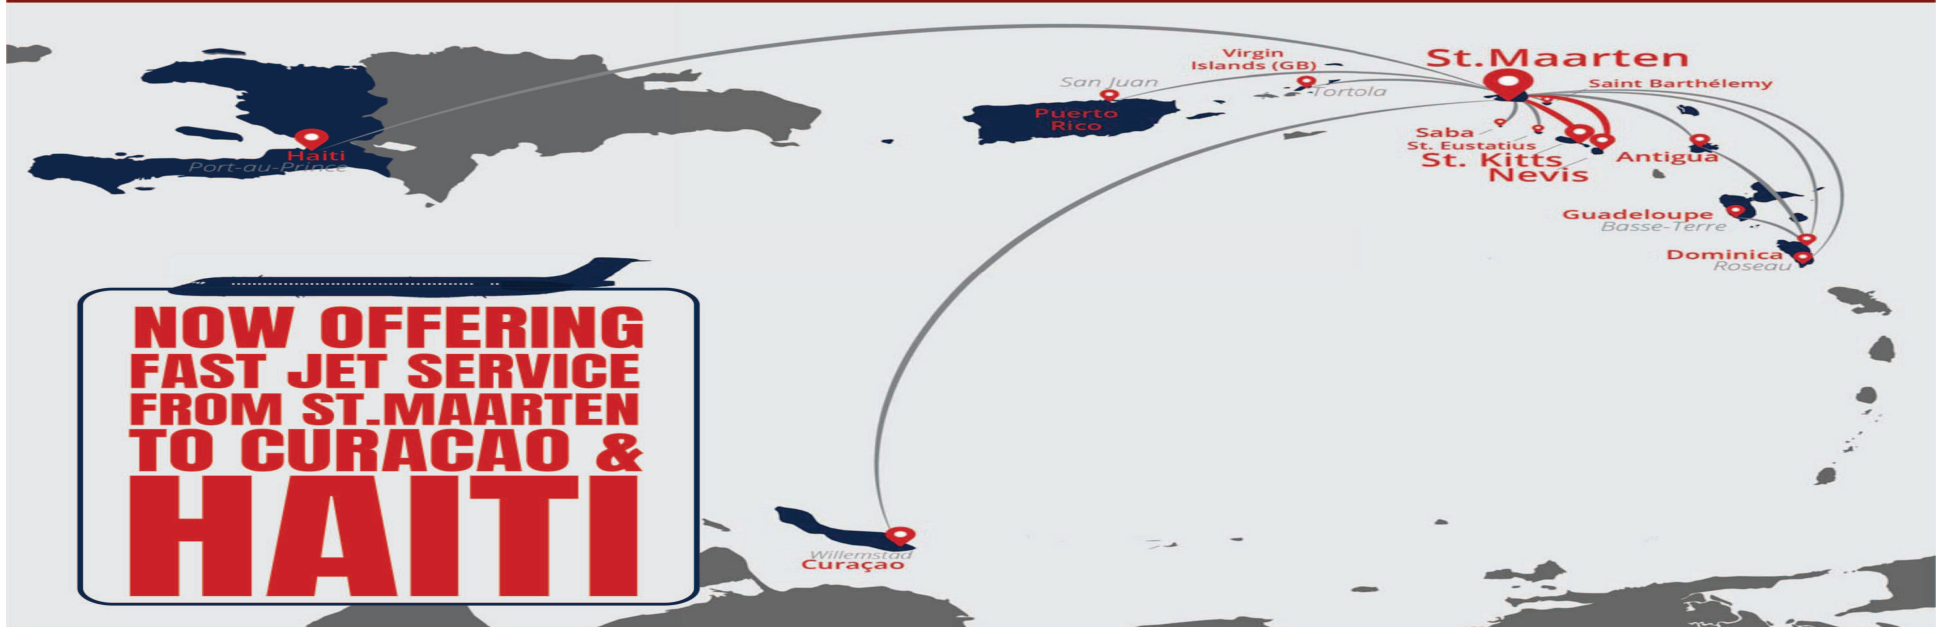 Virgin
Islands (GB)
St.Maarten
San Juan
Tortola
Saint Barthélemy
Puerto
Rico
Saba
St. Eustatius
St. Kitts
Nevis
Antigua
Haiti
Port-au-Prince
Guadeloupe
Basse-Terre
Dominica
Roseau
NOW OFFERING
FAST JET SERVICE
FROM ST.MAARTEN
TO CURACAO &
HAITI
Willemstad
Curaçao